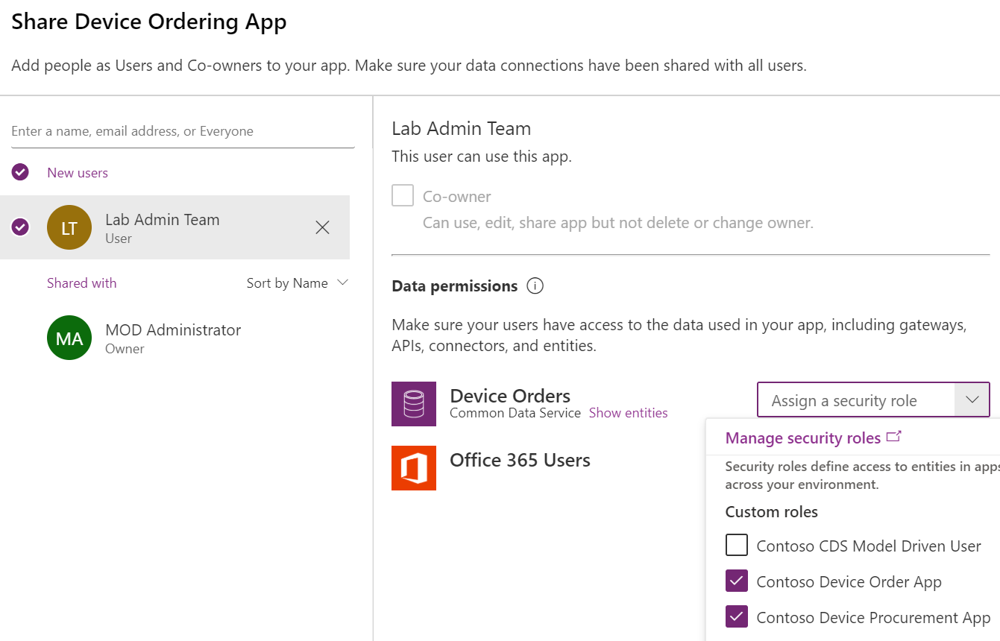 Share Device Ordering App
Add people as Users and Co-owners to your app. Make sure your data connections have been shared with all users.
Enter a name, email address, or Everyone
New users
LT
Lab Admin Team
User
Shared with
Sort by Name
MA
MOD Administrator
Owner
Lab Admin Team
This user can use this app.
Co-owner
Can use, edit, share app but not delete or change owner.
Data permissions
Make sure your users have access to the data used in your app, including gateways,
APIs, connectors, and entities.
Device Orders
Common Data Service Show entities
Assign a security role
Office 365 Users
Manage security roles
Security roles define access to entities in apps
across your environment.
Custom roles
Contoso CDS Model Driven User
Contoso Device Order App
Contoso Device Procurement App